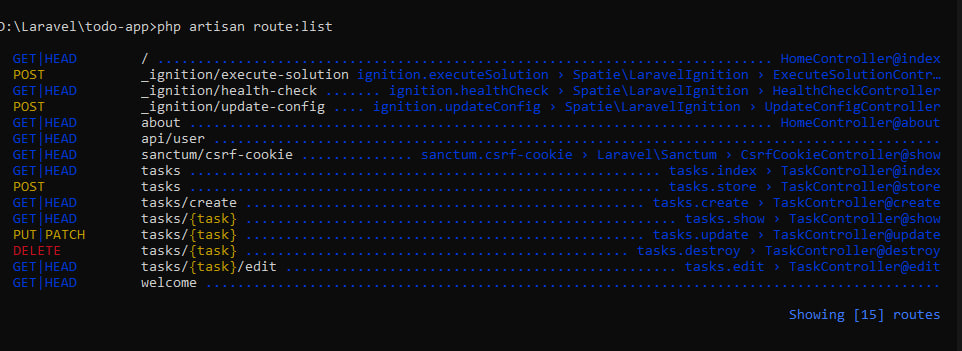 D:\Laravel\todo-app>php artisan route:list
GET|HEAD / ............................................................................ HomeController@index
POST _ignition/execute-solution ignition.executeSolution › Spatie\LaravelIgnition › ExecuteSolutionContr…
GET|HEAD _ignition/health-check ....... ignition.healthCheck › Spatie\LaravelIgnition › HealthCheckController
POST _ignition/update-config .... ignition.updateConfig › Spatie\LaravelIgnition › UpdateConfigController
GET|HEAD about ........................................................................ HomeController@about
GET|HEAD api/user ..........................................................................................
GET|HEAD sanctum/csrf-cookie .............. sanctum.csrf-cookie › Laravel\Sanctum › CsrfCookieController@show
GET|HEAD tasks .......................................................... tasks.index › TaskController@index
POST tasks .......................................................... tasks.store › TaskController@store
GET|HEAD tasks/create ................................................. tasks.create › TaskController@create
GET|HEAD tasks/{task} ..................................................... tasks.show › TaskController@show
PUT|PATCH tasks/{task} ................................................. tasks.update › TaskController@update
DELETE tasks/{task} ............................................... tasks.destroy › TaskController@destroy
GET|HEAD tasks/{task}/edit ................................................ tasks.edit › TaskController@edit
GET|HEAD welcome ...........................................................................................
Showing [15] routes